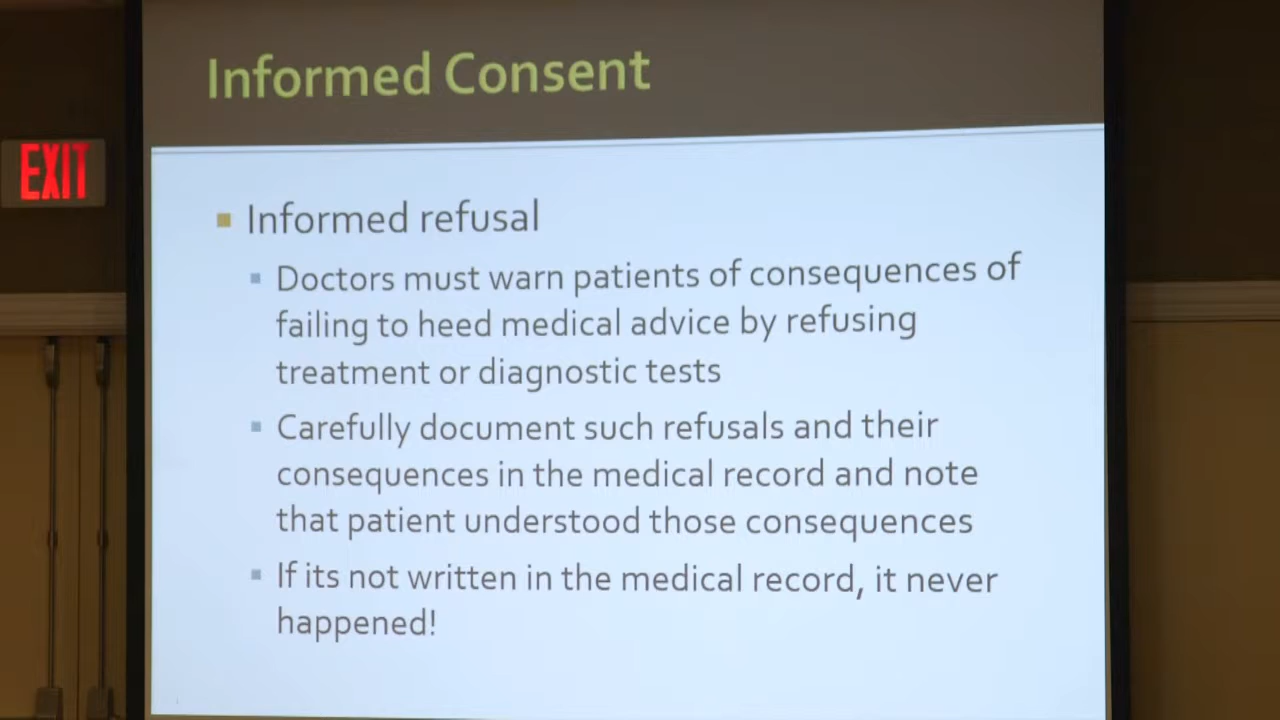 Informed Consent
EXIT
Informed refusal
Doctors must warn patients of consequences of
failing to heed medical advice by refusing
treatment or diagnostic tests
Carefully document such refusals and their
consequences in the medical record and note
that patient understood those consequences
If its not written in the medical record, it never
happened!